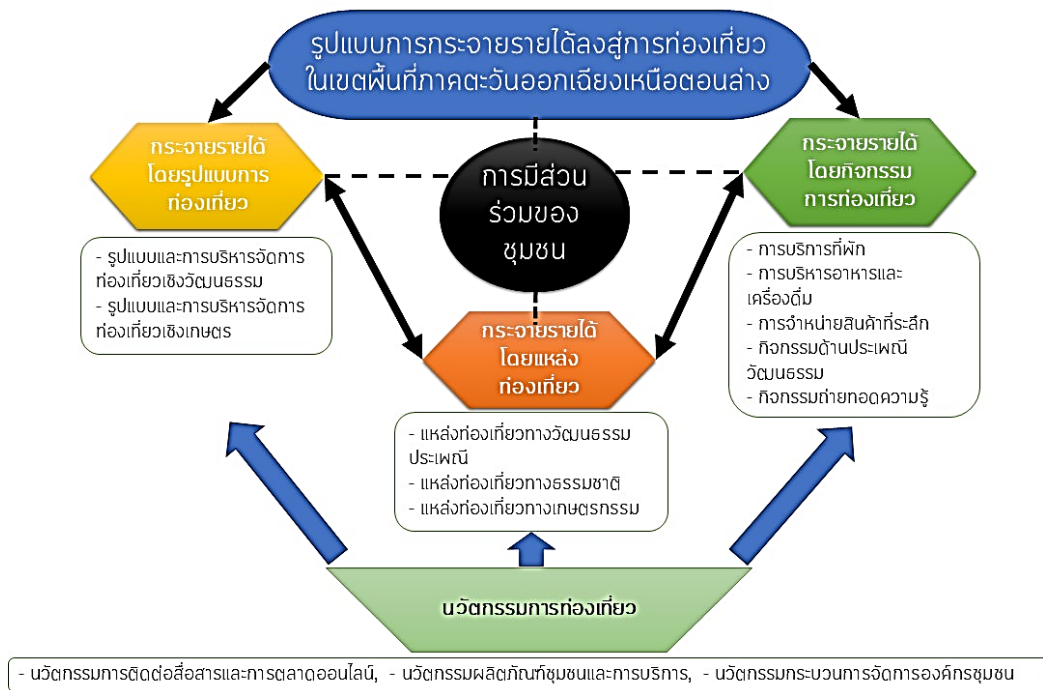 รูปแบบการกระจายรายได้ลงสู่การท่องเที่ยว
ในเขตพื้นที่ภาคตะวันออกเฉียงเหนือตอนล่าง
กระจายรายได้
โดยรูปแบบการ
ท่องเที่ยว
- รูปแบบและการบริหารจัดการ
ท่องเที่ยวเชิงวัฒนธรรม
- รูปแบบและการบริหารจัดการ
ท่องเที่ยวเชิงเกษตร
การมีส่วน
ร่วมของ
ชุมชน
กระจายรายได้
โดยกิจกรรม
การท่องเที่ยว
- การบริการที่พัก
- การบริหารอาหารและ
เครื่องดื่ม
- การจำหน่ายสินค้าที่ระลึก
- กิจกรรมด้านประเพณี
วัฒนธรรม
- กิจกรรมถ่ายทอดความรู้
กระจายรายได้
โดยแหล่ง
ท่องเที่ยว
- แหล่งท่องเที่ยวทางวัฒนธรรม
ประเพณี
- แหล่งท่องเที่ยวทางธรรมชาติ
- แหล่งท่องเที่ยวทางเกษตรกรรม
นวัตกรรมการท่องเที่ยว
- นวัตกรรมการติดต่อสื่อสารและการตลาดออนไลน์, - นวัตกรรมผลิตภัณฑ์ชุมชนและการบริการ, - นวัตกรรมกระบวนการจัดการองค์กรชุมชน